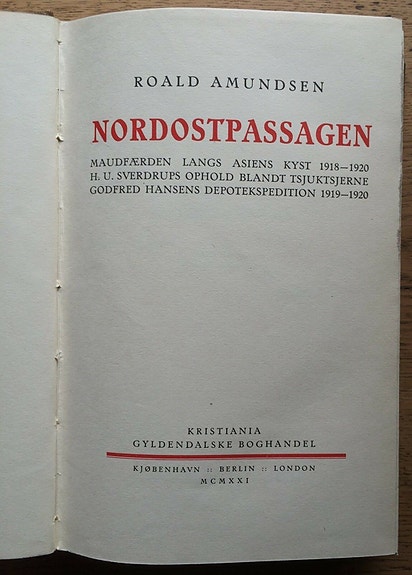 ROALD AMUNDSEN
NORDOSTPASSAGEN
MAUDFÆRDEN LANGS ASIENS KYST 1918—1920
H. U. SVERDRUPS OPHOLD BLANDT TSJUKTSJERNE
GODFRED HANSENS DEPOTEKSPEDITION 1919—1920
KRISTIANIA
GYLDENDALSKE BOGHANDEL
KJØBENHAVN :: BERLIN :: LONDON
MCMXXI